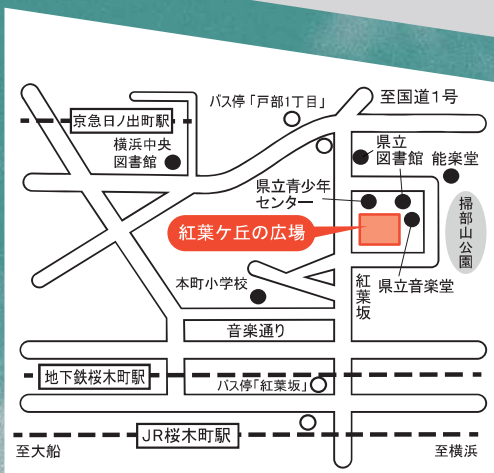 バス停「戸部1丁目」
至国道1号
京急日ノ出町駅
横浜中央
図書館
県立
図書館
能楽堂
県立青少年
センター
掃部山公園
紅葉ケ丘の広場
県立音楽堂
本町小学校
紅葉坂
音楽通り
地下鉄桜木町駅
バス停「紅葉坂」
JR桜木町駅
至大船
至横浜